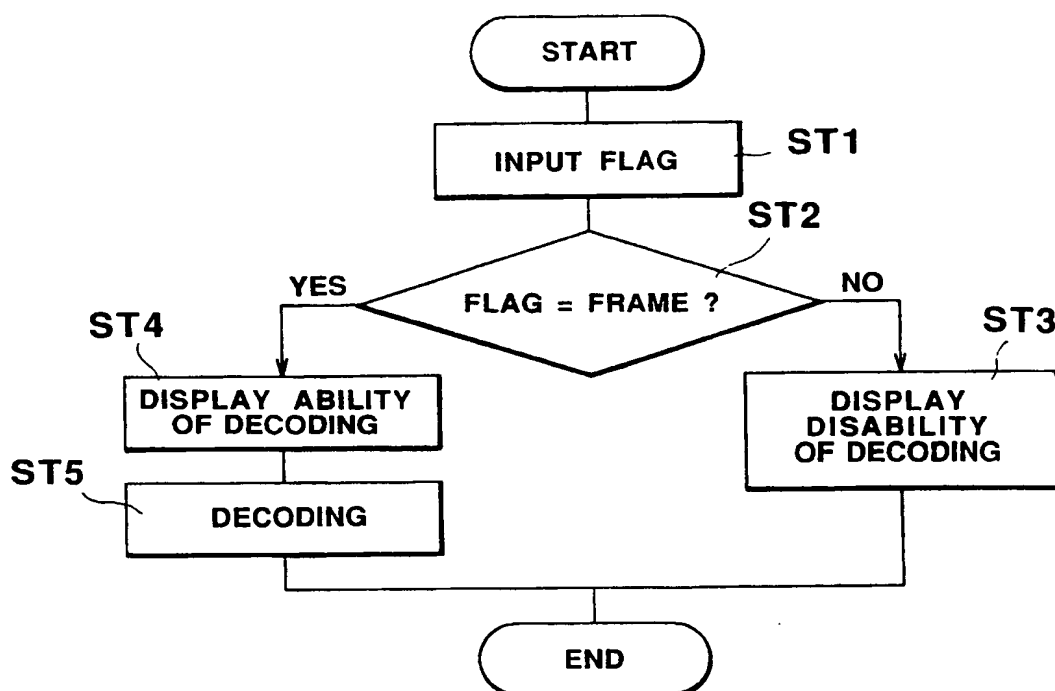 START
INPUT FLAG
ST1
ST2
FLAG = FRAME ?
YES
NO
ST4
DISPLAY ABILITY
OF DECODING
ST3
DISPLAY
DISABILITY
OF DECODING
ST5
DECODING
END